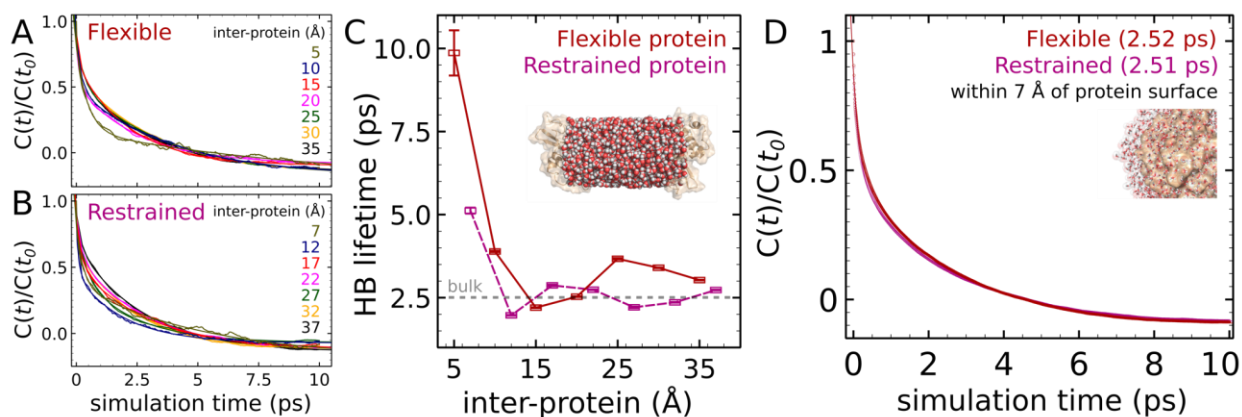 A
Flexible
inter-protein (Å)
5
10
15
20
25
30
35
1.0
0.5
0.0
C(t)/C(t₀)
B
Restrained
inter-protein (Å)
7
12
17
22
27
32
37
1.0
0.5
0.0
C(t)/C(t₀)
0 2.5 5 7.5 10
simulation time (ps)
C
Flexible protein
Restrained protein
10.0
7.5
5.0
2.5
bulk
HB lifetime (ps)
5 15 25 35
inter-protein (Å)
D
Flexible (2.52 ps)
Restrained (2.51 ps)
within 7 Å of protein surface
1
0.5
0
C(t)/C(t₀)
0 2 4 6 8 10
simulation time (ps)